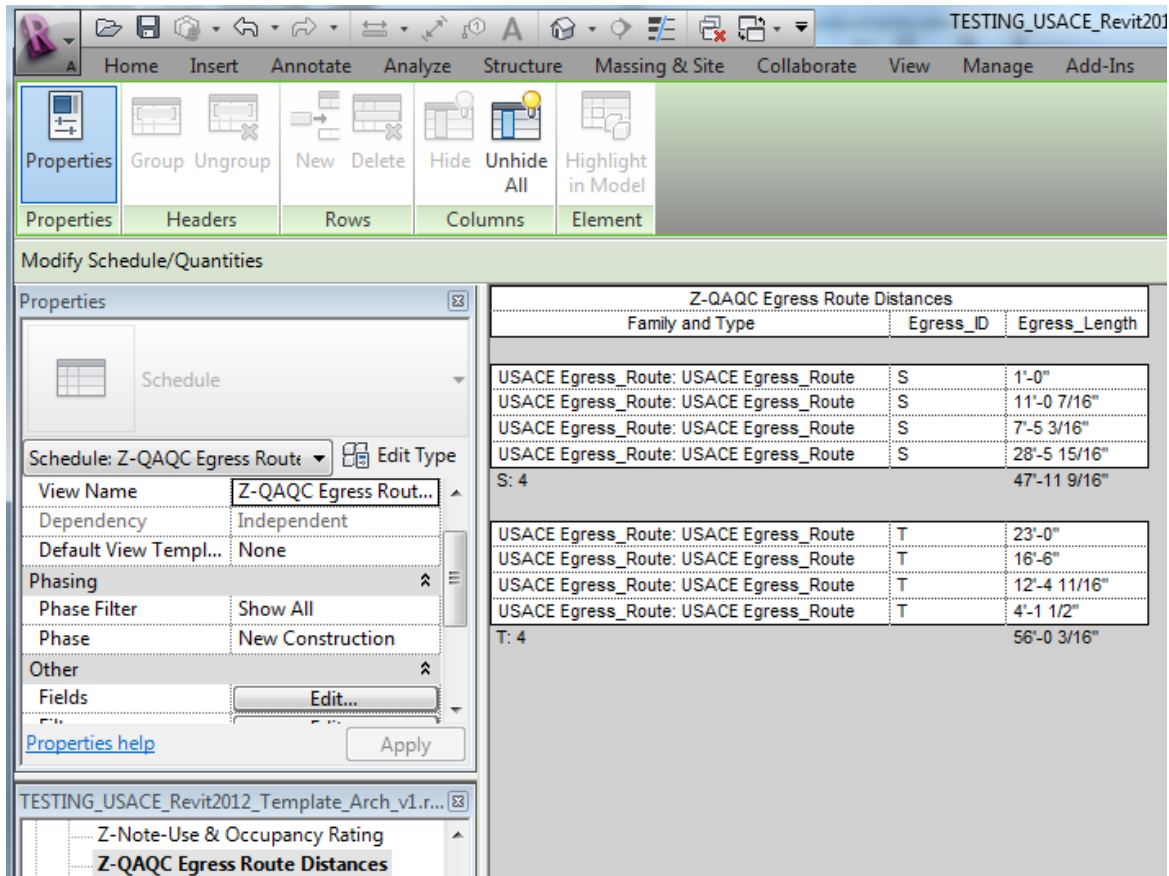 TESTING_USACE_Revit201
Home Insert Annotate Analyze Structure Massing & Site Collaborate View Manage Add-Ins
Properties Group Ungroup New Delete Hide Unhide All Highlight in Model
Properties Headers Rows Columns Element
Modify Schedule/Quantities
Properties
Schedule
Schedule: Z-QAQC Egress Route Edit Type
View Name Z-QAQC Egress Rout...
Dependency Independent
Default View Templ... None
Phasing
Phase Filter Show All
Phase New Construction
Other
Fields Edit...
Properties help Apply
TESTING_USACE_Revit2012_Template_Arch_v1.r...
Z-Note-Use & Occupancy Rating
Z-QAQC Egress Route Distances
Z-QAQC Egress Route Distances
Family and Type Egress_ID Egress_Length
USACE Egress_Route: USACE Egress_Route S 1'-0"
USACE Egress_Route: USACE Egress_Route S 11'-0 7/16"
USACE Egress_Route: USACE Egress_Route S 7'-5 3/16"
USACE Egress_Route: USACE Egress_Route S 28'-5 15/16"
S: 4 47'-11 9/16"
USACE Egress_Route: USACE Egress_Route T 23'-0"
USACE Egress_Route: USACE Egress_Route T 16'-6"
USACE Egress_Route: USACE Egress_Route T 12'-4 11/16"
USACE Egress_Route: USACE Egress_Route T 4'-1 1/2"
T: 4 56'-0 3/16"